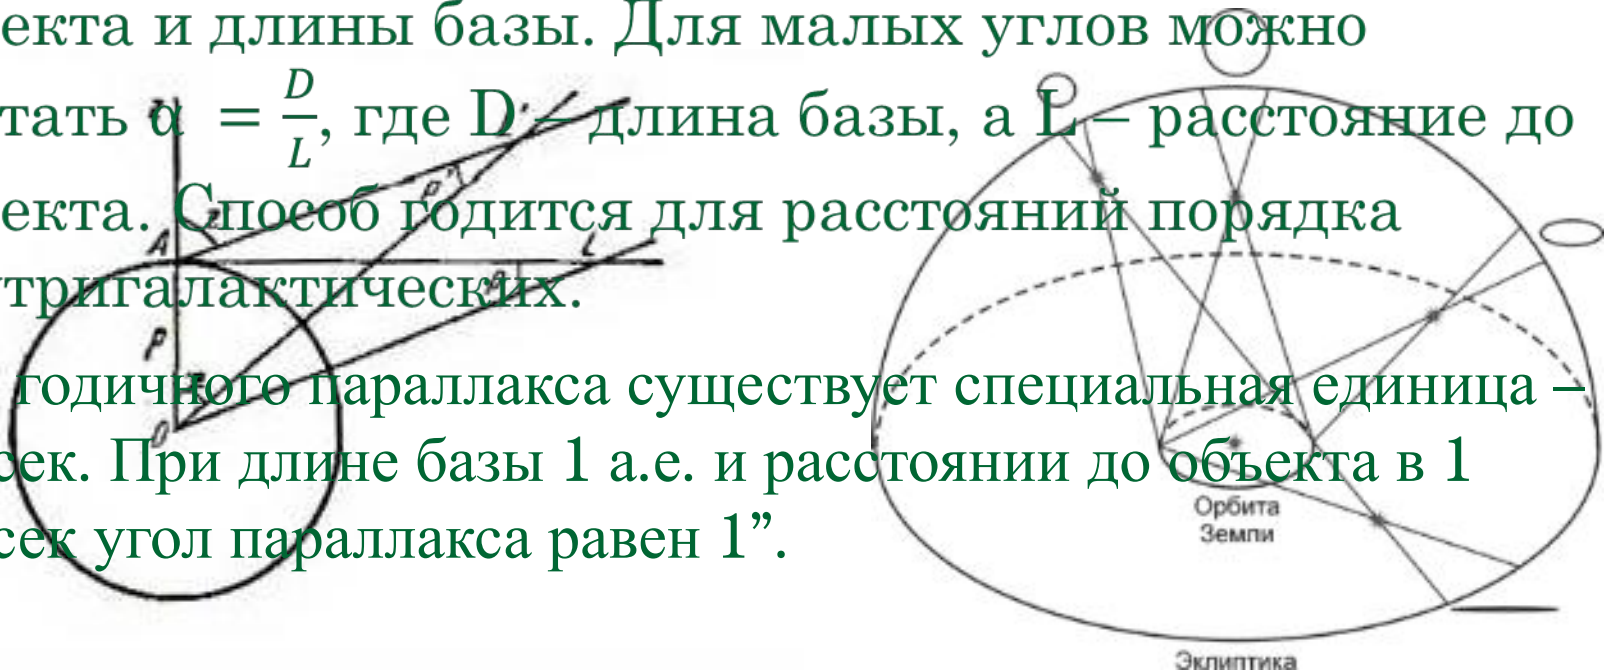 екта и длины базы. Для малых углов можно
тать α = D/L, где D – длина базы, а L – расстояние до
екта. Способ годится для расстояний порядка
тригалактических.
годичного параллакса существует специальная единица –
сек. При длине базы 1 а.е. и расстоянии до объекта в 1
сек угол параллакса равен 1”.
A
L
P
O
Орбита
Земли
Эклиптика